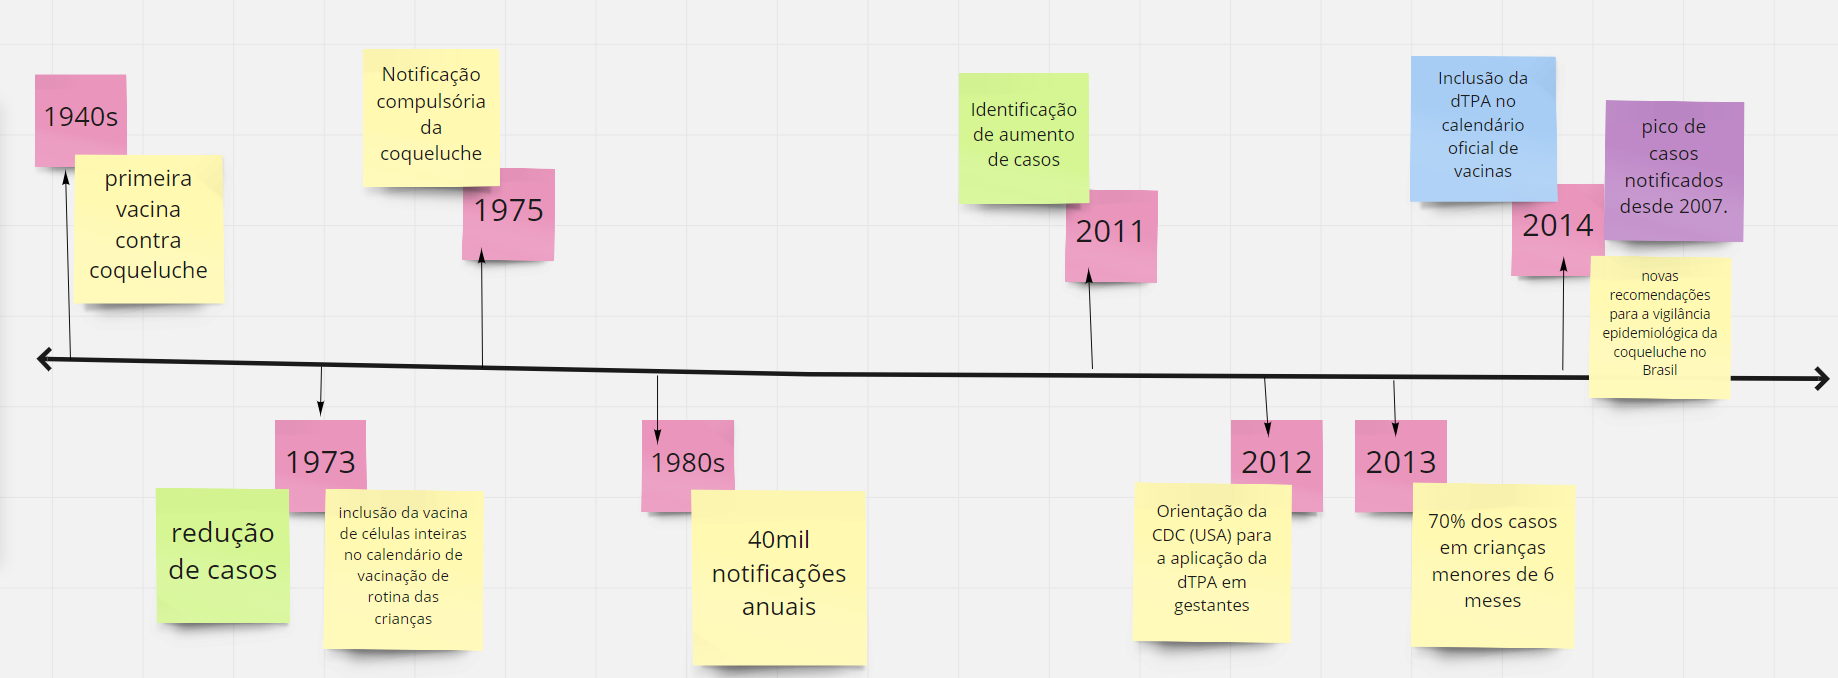 1940s
primeira
vacina
contra
coqueluche
Notificação
compulsória
da
coqueluche
1975
Identificação
de aumento
de casos
2011
Inclusão da
dTPA no
calendário
oficial de
vacinas
2014
pico de
casos
notificados
desde 2007.
novas
recomendações
para a vigilância
epidemiológica da
coqueluche no
Brasil
1973
redução
de casos
inclusão da vacina
de células inteiras
no calendário de
vacinação de
rotina das
crianças
1980s
40mil
notificações
anuais
2012
Orientação da
CDC (USA) para
a aplicação da
dTPA em
gestantes
2013
70% dos casos
em crianças
menores de 6
meses